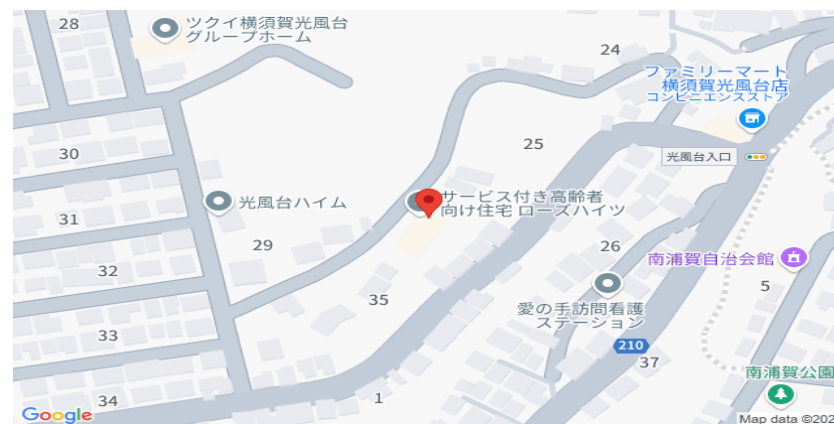 28
ツクイ横須賀光風台
グループホーム
24
ファミリーマート
横須賀光風台店
コンビニエンスストア
25
光風台入口
30
サービス付き高齢者
向け住宅 ローズハイツ
光風台ハイム
31
29
26
南浦賀自治会館
32
5
35
愛の手訪問看護
ステーション
33
210
37
南浦賀公園
1
34
Google
Map data ©202